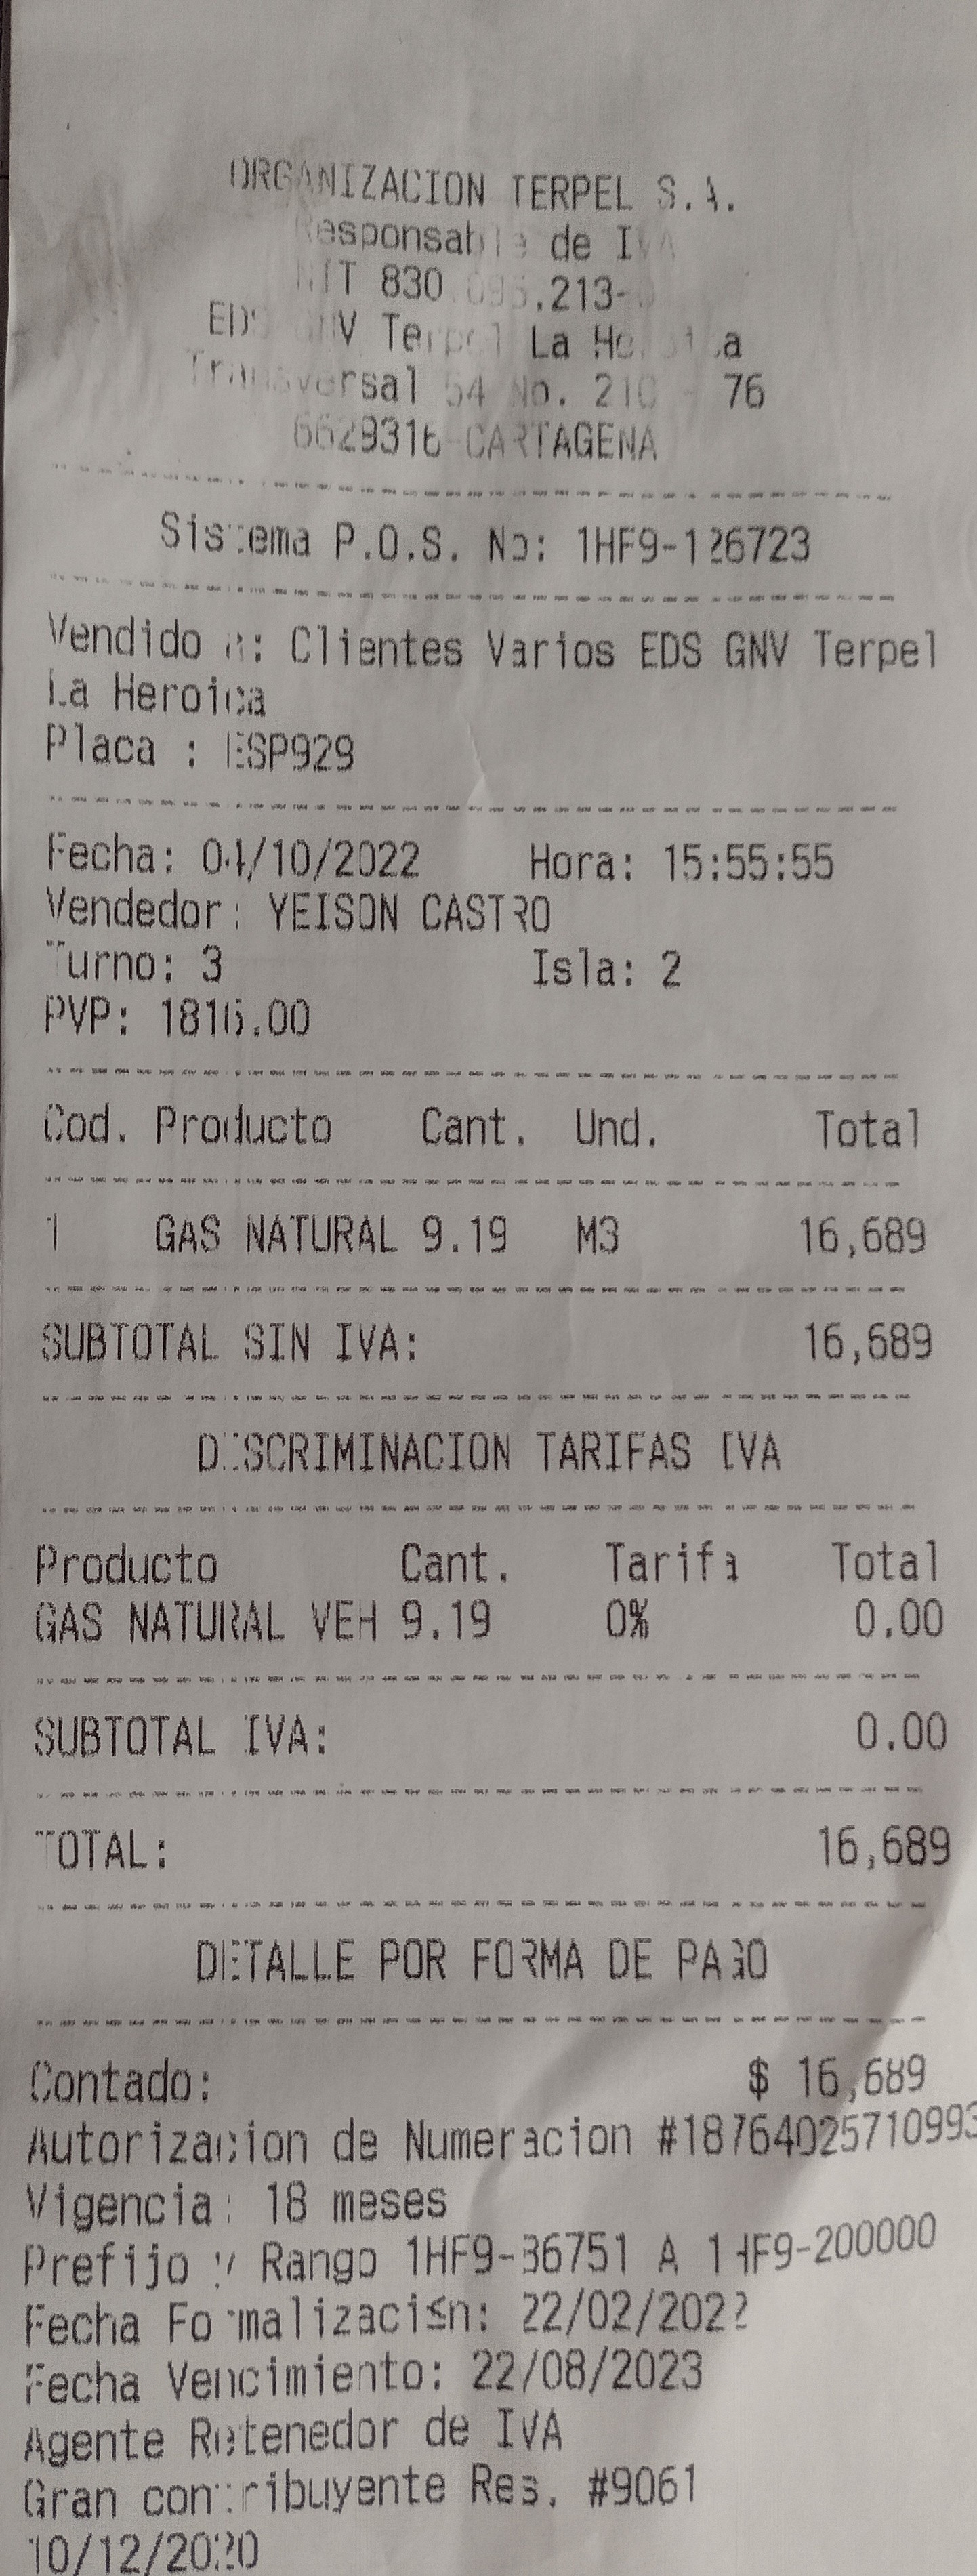 ORGANIZACION TERPEL S.A.
Responsable de IVA
NIT 830.095.213-
EDS GNV Terpel La Heroica
Transversal 54 No. 21C - 76
6629316-CARTAGENA
Sistema P.O.S. No: 1HF9-126723
Vendido a: Clientes Varios EDS GNV Terpel
La Heroica
Placa : ESP929
Fecha: 04/10/2022 Hora: 15:55:55
Vendedor: YEISON CASTRO
Turno: 3 Isla: 2
PVP: 1816.00
Cod. Producto Cant. Und. Total
1 GAS NATURAL 9.19 M3 16,689
SUBTOTAL SIN IVA: 16,689
DISCRIMINACION TARIFAS IVA
Producto Cant. Tarifa Total
GAS NATURAL VEH 9.19 0% 0.00
SUBTOTAL IVA: 0.00
TOTAL: 16,689
DETALLE POR FORMA DE PAGO
Contado: $ 16,689
Autorizacion de Numeracion #18764025710993
Vigencia: 18 meses
Prefijo y Rango 1HF9-86751 A 1HF9-200000
Fecha Formalizaci≤n: 22/02/2022
Fecha Vencimiento: 22/08/2023
Agente Retenedor de IVA
Gran contribuyente Res. #9061
10/12/2020